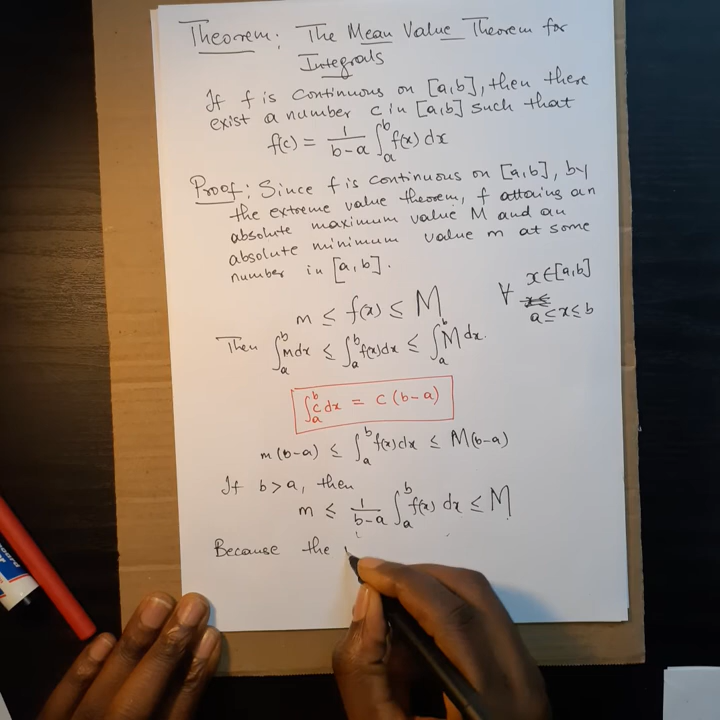 Theorem: The Mean Value Theorem for
Integrals
If f is continuous on [a,b], then there
exist a number c in [a,b] such that
f(c) = 1/(b-a) ∫_a^b f(x) dx
Proof: Since f is continuous on [a,b], by
the extreme value theorem, f attains an
absolute maximum value M and an
absolute minimum value m at some
number in [a,b].
m ≤ f(x) ≤ M ∀ x∈[a,b]
a≤x≤b
Then ∫_a^b m dx ≤ ∫_a^b f(x) dx ≤ ∫_a^b M dx.
∫_a^b c dx = c (b-a)
m(b-a) ≤ ∫_a^b f(x) dx ≤ M(b-a)
If b>a, then
m ≤ 1/(b-a) ∫_a^b f(x) dx ≤ M
Because the